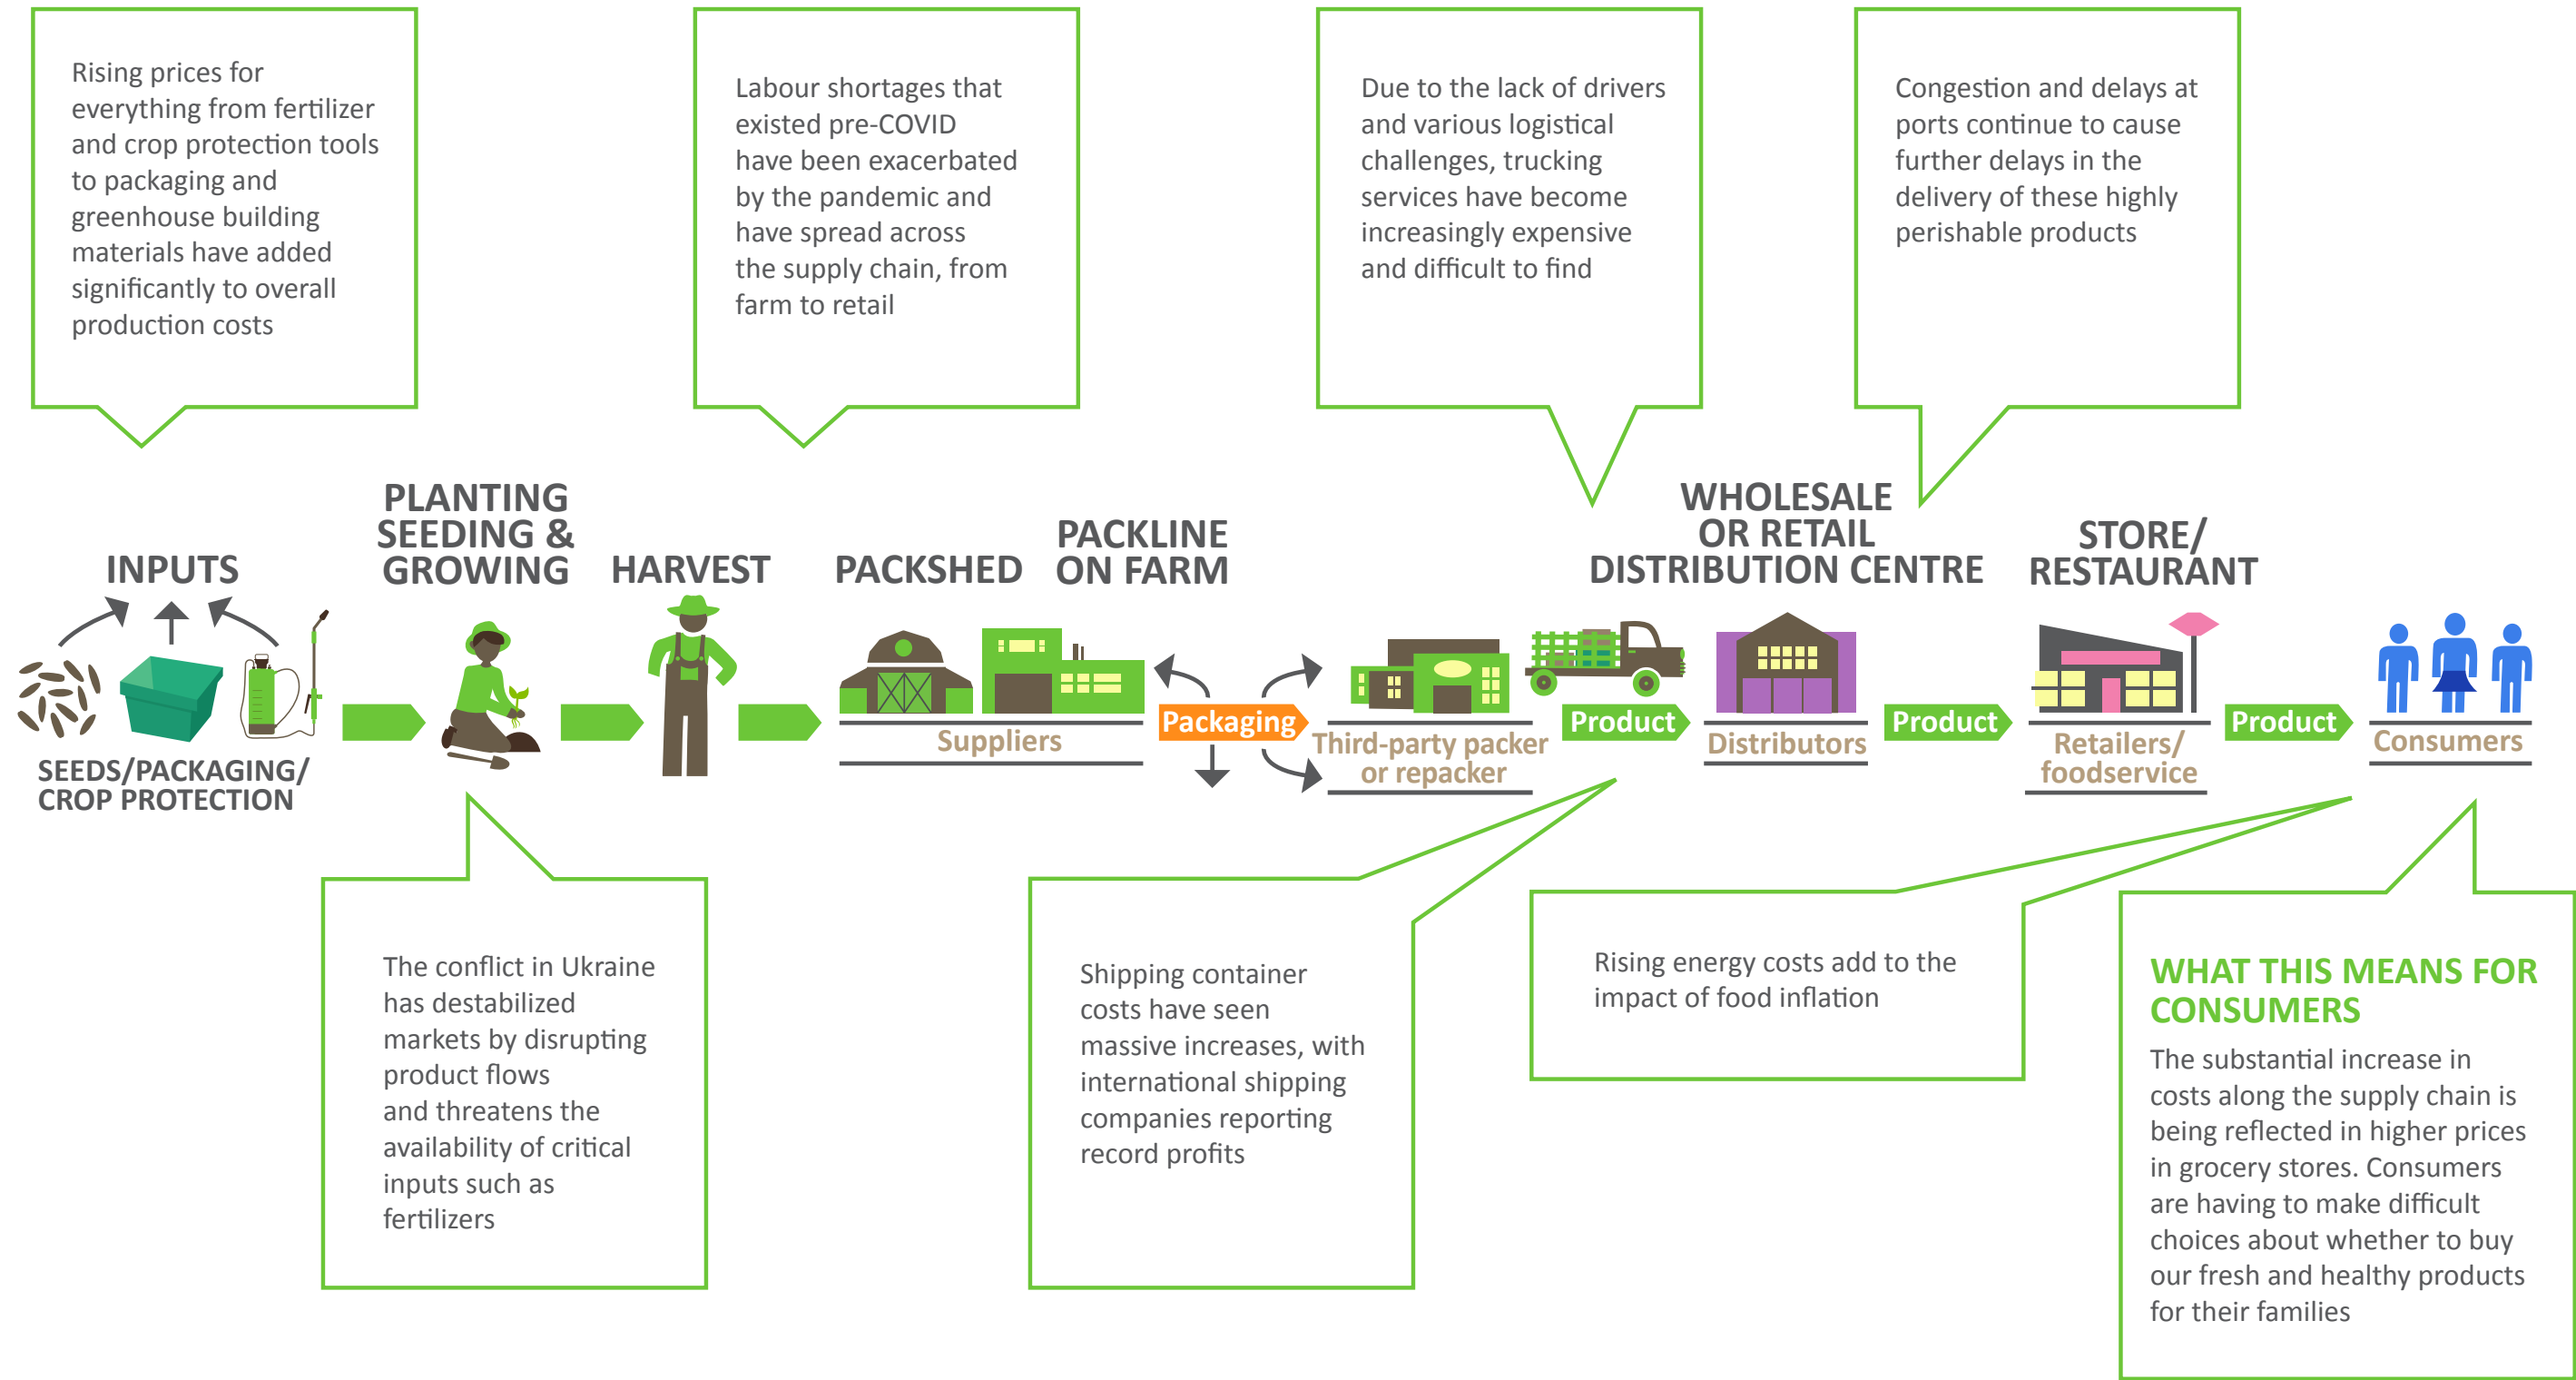 Rising prices for
everything from fertilizer
and crop protection tools
to packaging and
greenhouse building
materials have added
significantly to overall
production costs
Labour shortages that
existed pre-COVID
have been exacerbated
by the pandemic and
have spread across
the supply chain, from
farm to retail
Due to the lack of drivers
and various logistical
challenges, trucking
services have become
increasingly expensive
and difficult to find
Congestion and delays at
ports continue to cause
further delays in the
delivery of these highly
perishable products
INPUTS
SEEDS/PACKAGING/
CROP PROTECTION
PLANTING
SEEDING &
GROWING
HARVEST
PACKSHED
PACKLINE
ON FARM
Suppliers
Packaging
Third-party packer
or repacker
Product
WHOLESALE
OR RETAIL
DISTRIBUTION CENTRE
Distributors
Product
STORE/
RESTAURANT
Retailers/
foodservice
Product
Consumers
The conflict in Ukraine
has destabilized
markets by disrupting
product flows
and threatens the
availability of critical
inputs such as
fertilizers
Shipping container
costs have seen
massive increases, with
international shipping
companies reporting
record profits
Rising energy costs add to the
impact of food inflation
WHAT THIS MEANS FOR
CONSUMERS
The substantial increase in
costs along the supply chain is
being reflected in higher prices
in grocery stores. Consumers
are having to make difficult
choices about whether to buy
our fresh and healthy products
for their families